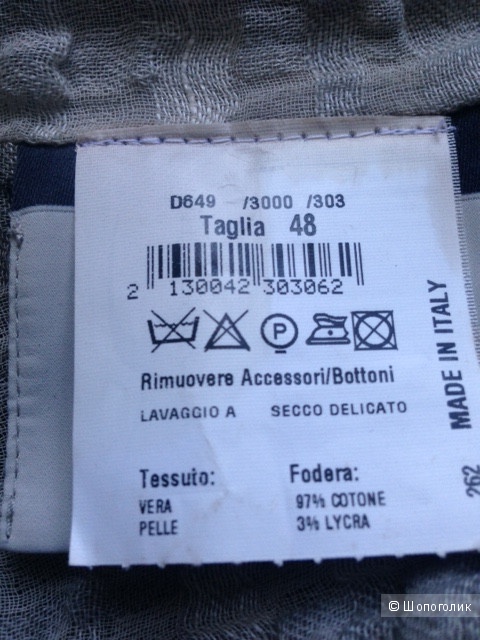 D649 /3000 /303
Taglia 48
2 130042 303062
P
Rimuovere Accessori/Bottoni
LAVAGGIO A SECCO DELICATO
Tessuto: Fodera:
VERA 97% COTONE
PELLE 3% LYCRA
MADE IN ITALY
262
© Шопоголик